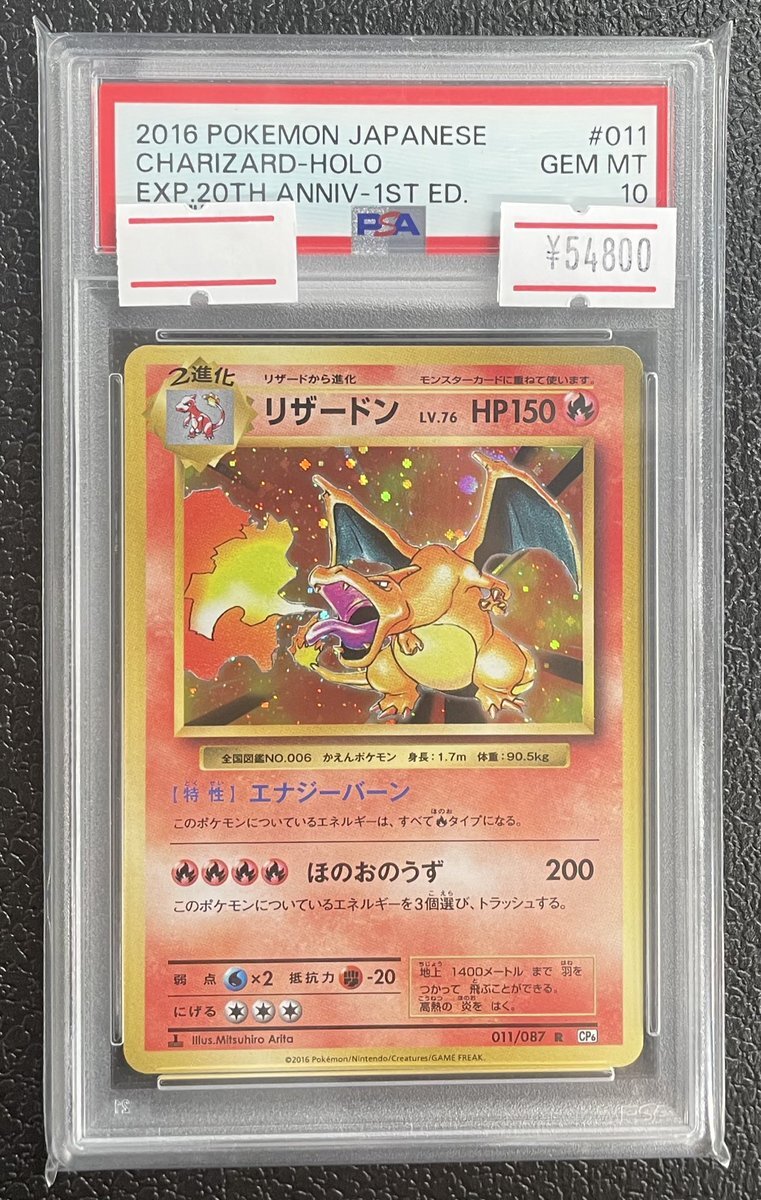 2016 POKEMON JAPANESE #011
CHARIZARD-HOLO GEM MT
EXP.20TH ANNIV-1ST ED. 10
PSA
¥54800
2進化
リザードから進化 モンスターカードに重ねて使います。
リザードン LV.76 HP150
全国図鑑NO.006 かえんポケモン 身長:1.7m 体重:90.5kg
[特性] エナジーバーン
このポケモンについているエネルギーは、すべてタイプになる。
ほのおのうず 200
このポケモンについているエネルギーを3個選び、トラッシュする。
弱点 ×2 抵抗力 -20
にげる
地上 1400メートル まで 羽を
つかって 飛ぶことができる。
高熱の 炎を はく。
1 Illus.Mitsuhiro Arita 011/087 R CP6
©2016 Pokémon/Nintendo/Creatures/GAME FREAK.